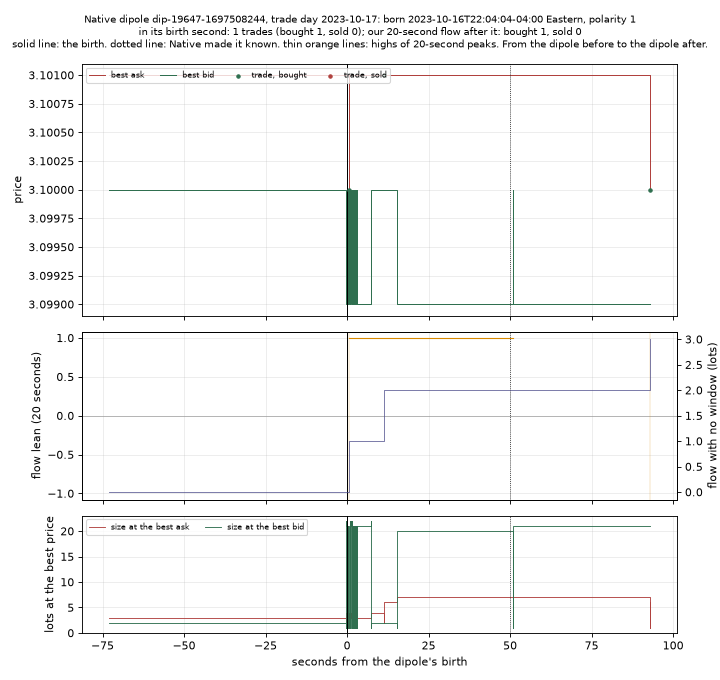 Native dipole dip-19647-1697508244, trade day 2023-10-17: born 2023-10-16T22:04:04-04:00 Eastern, polarity 1
in its birth second: 1 trades (bought 1, sold 0); our 20-second flow after it: bought 1, sold 0
solid line: the birth. dotted line: Native made it known. thin orange lines: highs of 20-second peaks. From the dipole before to the dipole after.
best ask best bid trade, bought trade, sold
3.10100
3.10075
3.10050
3.10025
3.10000
3.09975
3.09950
3.09925
3.09900
price
1.0
0.5
0.0
−0.5
−1.0
flow lean (20 seconds)
3.0
2.5
2.0
1.5
1.0
0.5
0.0
flow with no window (lots)
size at the best ask size at the best bid
20
15
10
5
0
lots at the best price
−75 −50 −25 0 25 50 75 100
seconds from the dipole's birth